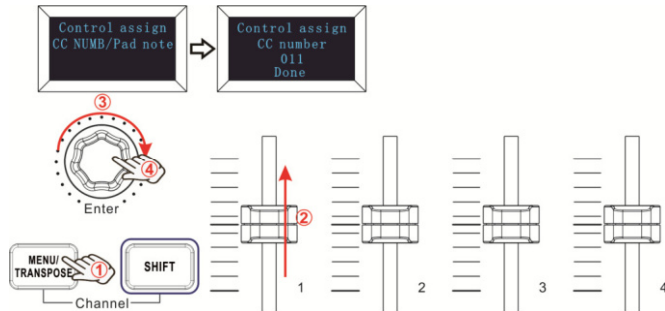 Control assign
CC NUMB/Pad note
Control assign
CC number
011
Done
③
④
Enter
②
MENU/
TRANSPOSE
①
SHIFT
Channel
1
2
3
4